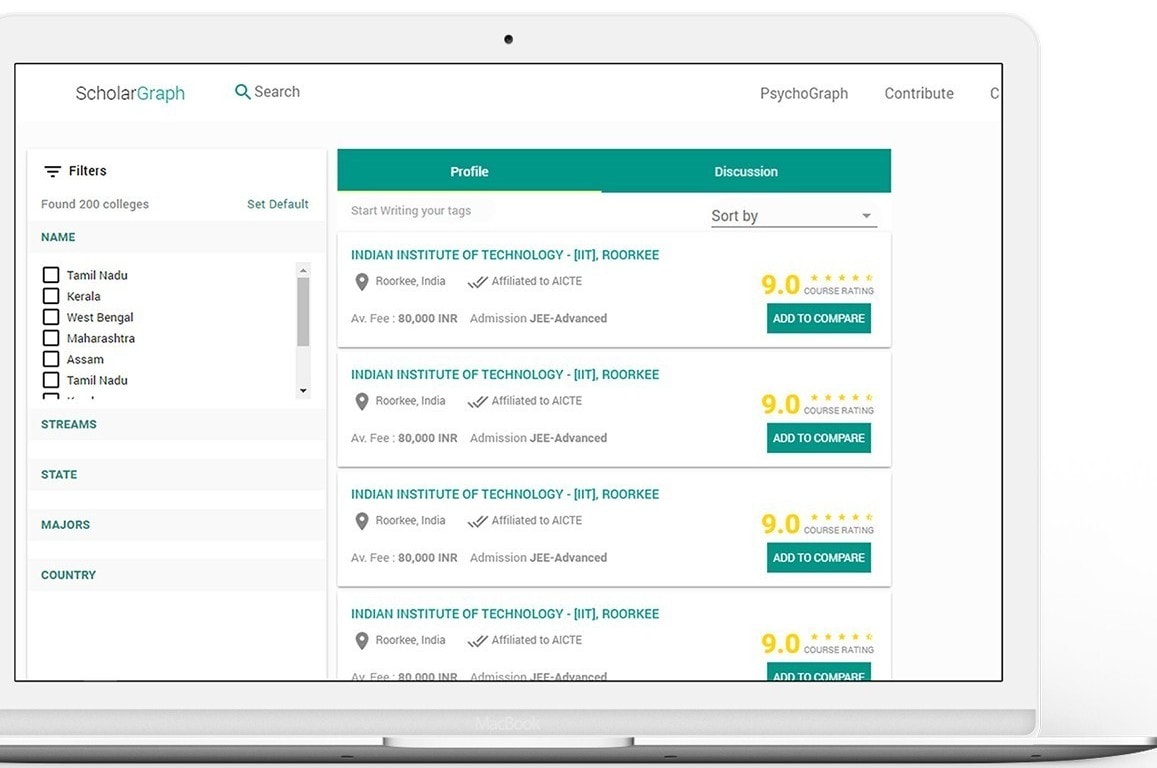 ScholarGraph
Search
PsychoGraph
Contribute
C
Filters
Found 200 colleges
Set Default
NAME
Tamil Nadu
Kerala
West Bengal
Maharashtra
Assam
Tamil Nadu
STREAMS
STATE
MAJORS
COUNTRY
Profile
Discussion
Start Writing your tags
Sort by
INDIAN INSTITUTE OF TECHNOLOGY - [IIT], ROORKEE
Roorkee, India
Affiliated to AICTE
9.0
COURSE RATING
Av. Fee : 80,000 INR
Admission JEE-Advanced
ADD TO COMPARE
INDIAN INSTITUTE OF TECHNOLOGY - [IIT], ROORKEE
Roorkee, India
Affiliated to AICTE
9.0
COURSE RATING
Av. Fee : 80,000 INR
Admission JEE-Advanced
ADD TO COMPARE
INDIAN INSTITUTE OF TECHNOLOGY - [IIT], ROORKEE
Roorkee, India
Affiliated to AICTE
9.0
COURSE RATING
Av. Fee : 80,000 INR
Admission JEE-Advanced
ADD TO COMPARE
INDIAN INSTITUTE OF TECHNOLOGY - [IIT], ROORKEE
Roorkee, India
Affiliated to AICTE
9.0
COURSE RATING
Av. Fee : 80,000 INR
Admission JEE-Advanced
ADD TO COMPARE
MacBook